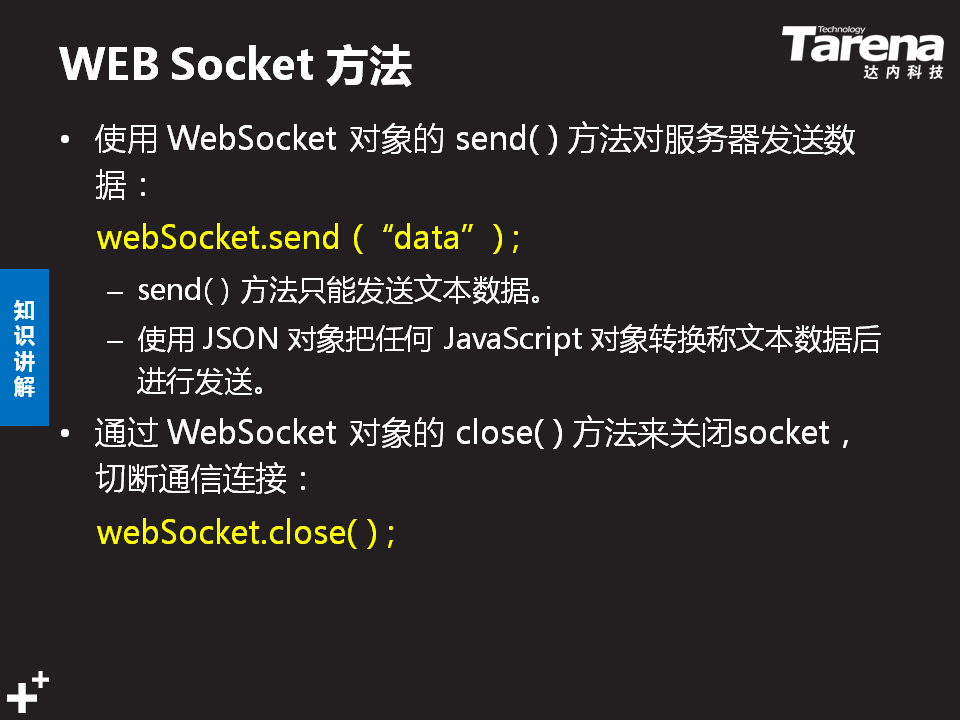 WEB Socket 方法
Technology
Tarena
达内科技
• 使用 WebSocket 对象的 send( ) 方法对服务器发送数
据：
webSocket.send（“data”）;
– send( ) 方法只能发送文本数据。
– 使用 JSON 对象把任何 JavaScript 对象转换称文本数据后
进行发送。
• 通过 WebSocket 对象的 close( ) 方法来关闭socket，
切断通信连接：
webSocket.close( )；
知识讲解